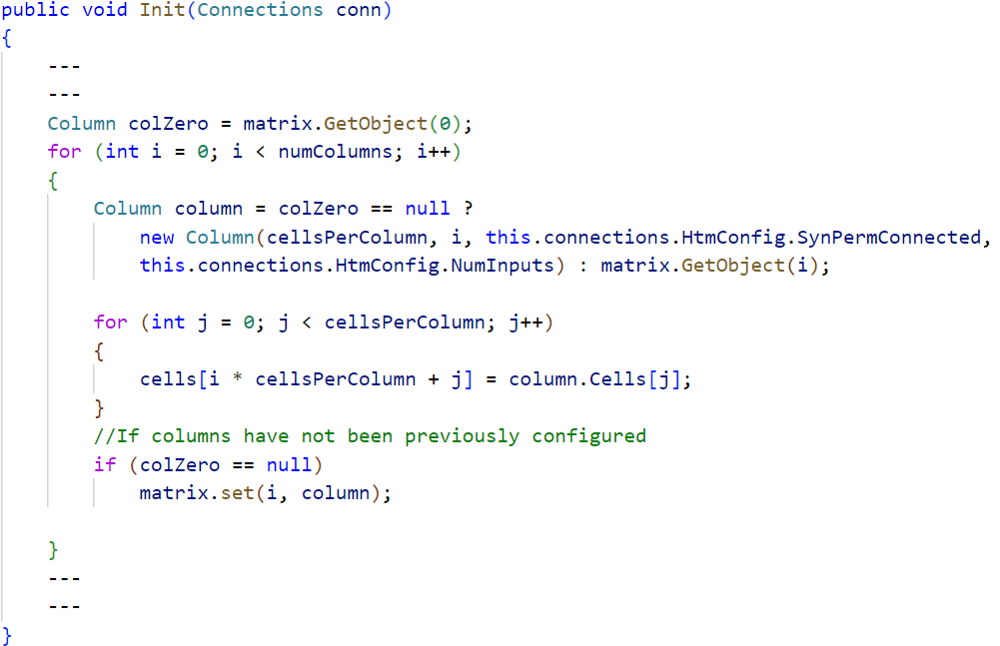 public void Init(Connections conn)
{
    ---
    ---
    Column colZero = matrix.GetObject(0);
    for (int i = 0; i < numColumns; i++)
    {
        Column column = colZero == null ?
            new Column(cellsPerColumn, i, this.connections.HtmConfig.SynPermConnected,
            this.connections.HtmConfig.NumInputs) : matrix.GetObject(i);

        for (int j = 0; j < cellsPerColumn; j++)
        {
            cells[i * cellsPerColumn + j] = column.Cells[j];
        }
        //If columns have not been previously configured
        if (colZero == null)
            matrix.set(i, column);

    }
    ---
    ---
}